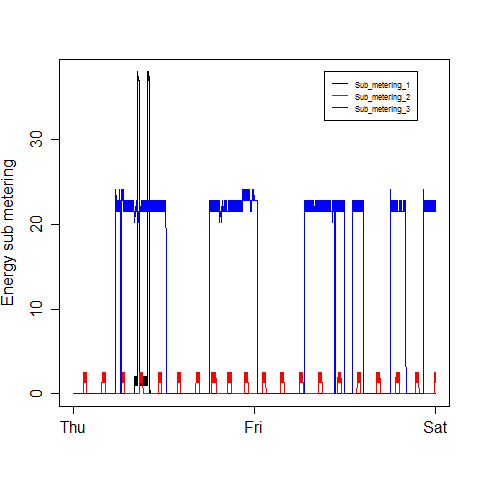 Sub_metering_1
Sub_metering_2
Sub_metering_3
Energy sub metering
30
20
10
0
Thu Fri Sat